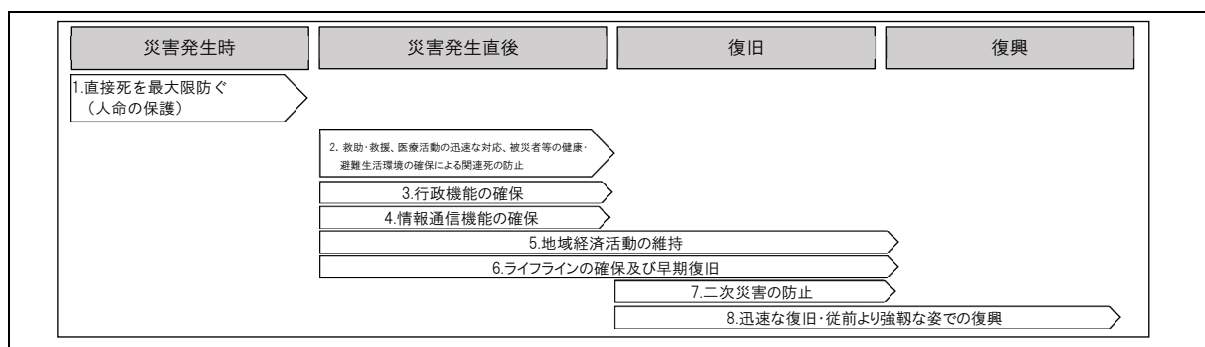 災害発生時
災害発生直後
復旧
復興
1.直接死を最大限防ぐ
（人命の保護）
2. 救助・救援、医療活動の迅速な対応、被災者等の健康・
避難生活環境の確保による関連死の防止
3.行政機能の確保
4.情報通信機能の確保
5.地域経済活動の維持
6.ライフラインの確保及び早期復旧
7.二次災害の防止
8.迅速な復旧・従前より強靱な姿での復興